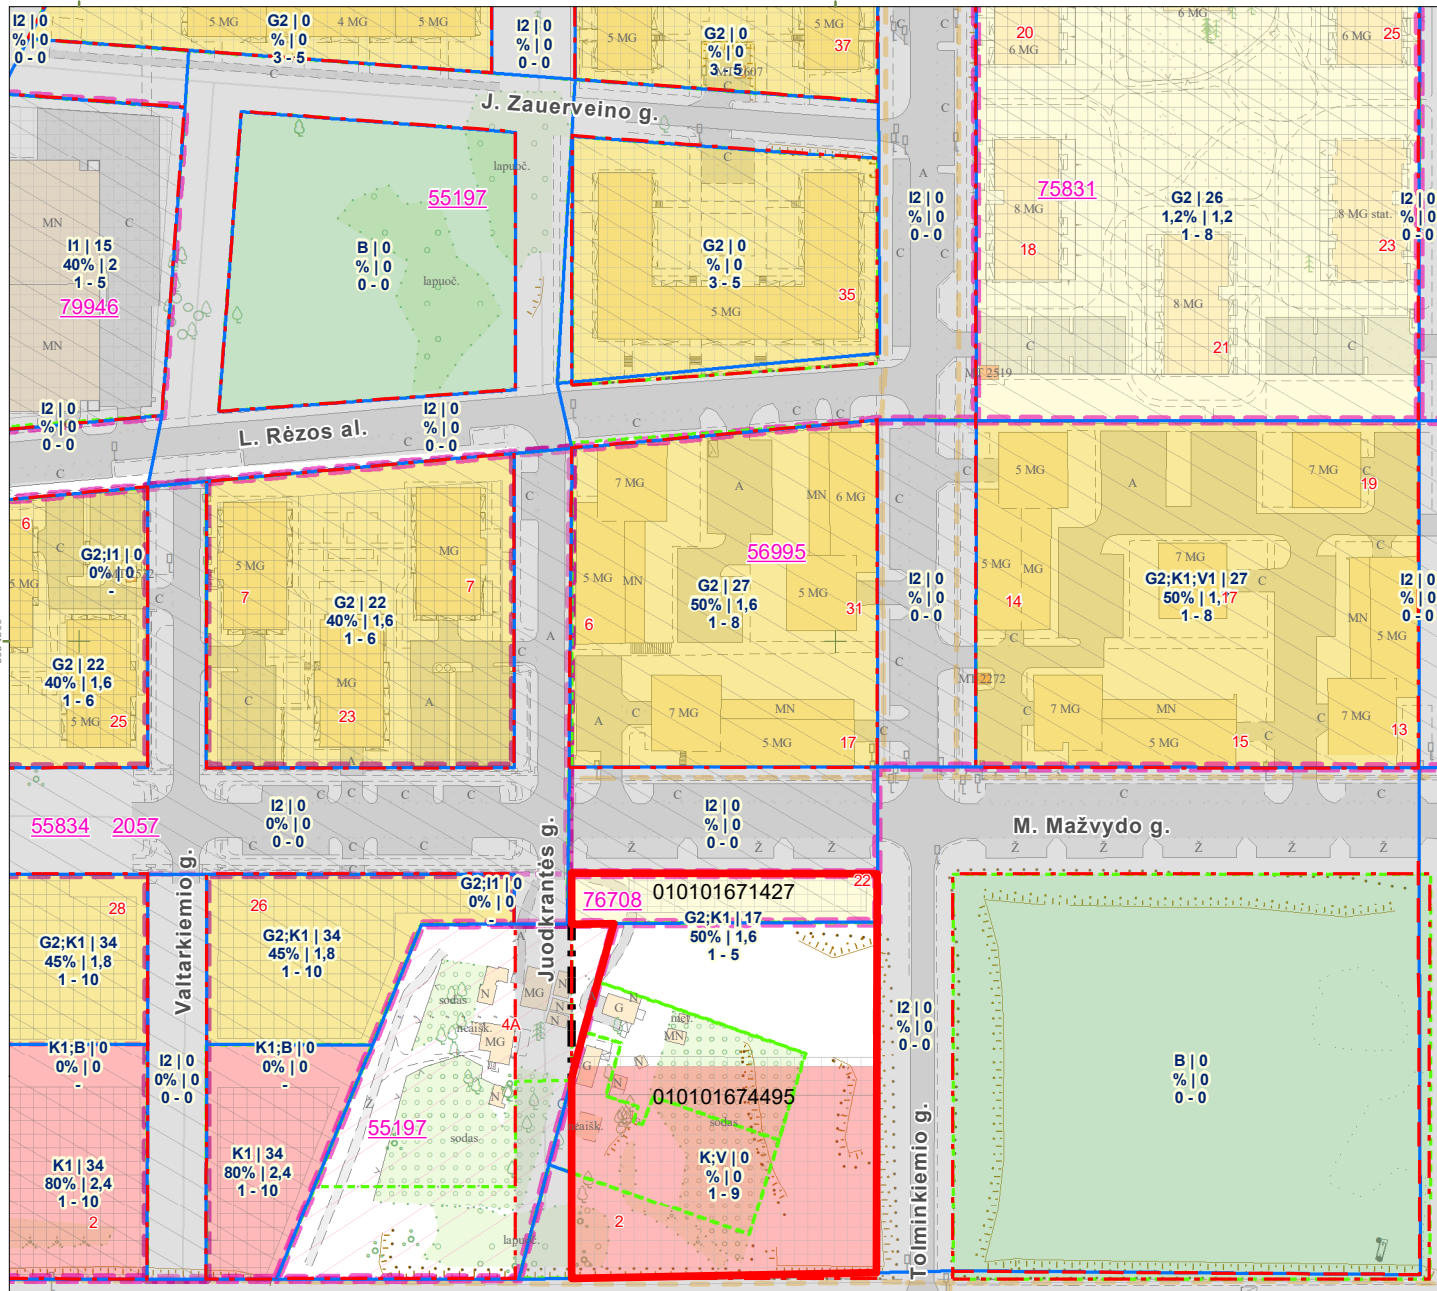 I2 | 0
% | 0
0 - 0
5 MG
4 MG
5 MG
G2 | 0
% | 0
3 - 5
C
I2 | 0
% | 0
0 - 0
5 MG
5 MG
37
G2 | 0
% | 0
3 - 5
C
C
C
20
6 MG
6 MG
25
6 MG
J. Zauerveino g.
C
A
C
C
lapuoč.
55197
B | 0
% | 0
0 - 0
lapuoč.
MN
C
I1 | 15
40% | 2
1 - 5
79946
MN
G2 | 0
% | 0
3 - 5
5 MG
35
I2 | 0
% | 0
0 - 0
75831
8 MG
18
G2 | 26
1,2% | 1,2
1 - 8
8 MG
21
8 MG stat.
23
C
C
I2 | 0
% | 0
0 - 0
MT 2519
I2 | 0
% | 0
0 - 0
L. Rėzos al.
C
I2 | 0
% | 0
0 - 0
C
C
C
C
C
6
C
G2;I1 | 0
0% | 0
-
5 MG
G2 | 22
40% | 1,6
1 - 6
5 MG
25
C
5 MG
7
MG
7
G2 | 22
40% | 1,6
1 - 6
MG
23
C
A
A
C
A
C
7 MG
A
MN
6 MG
56995
5 MG
MN
G2 | 27
50% | 1,6
1 - 8
5 MG
31
6
A
C
7 MG
MN
5 MG
17
C
I2 | 0
% | 0
0 - 0
C
C
C
5 MG
A
7 MG
C
19
5 MG
MG
14
7 MG
G2;K1;V1 | 27
50% | 1,
17
1 - 8
C
C
C
MN
5 MG
I2 | 0
% | 0
0 - 0
MT 2272
C
7 MG
MN
5 MG
15
C
C
7 MG
13
55834
2057
I2 | 0
0% | 0
0 - 0
C
C
C
C
C
C
I2 | 0
% | 0
0 - 0
Ž
Ž
Ž
C
C
M. Mažvydo g.
Ž
Ž
Ž
Ž
Ž
28
G2;K1 | 34
45% | 1,8
1 - 10
Valtarkiemio g.
26
G2;K1 | 34
45% | 1,8
1 - 10
G2;I1 | 0
0% | 0
-
A
Juodkrantės g.
76708
010101671427
22
G2;K1 | 17
50% | 1,6
1 - 5
K1;B | 0
0% | 0
-
I2 | 0
0% | 0
0 - 0
K1;B | 0
0% | 0
-
sodas
N
neaišk.
4A
MG
N
MG
N
N
N
G
N
MN
G
N
N
010101674495
sodas
K;V | 0
% | 0
1 - 9
2
K1 | 34
80% | 2,4
1 - 10
2
K1 | 34
80% | 2,4
1 - 10
Ž
55197
sodas
I2 | 0
% | 0
0 - 0
Tolminkiemio g.
B | 0
% | 0
0 - 0